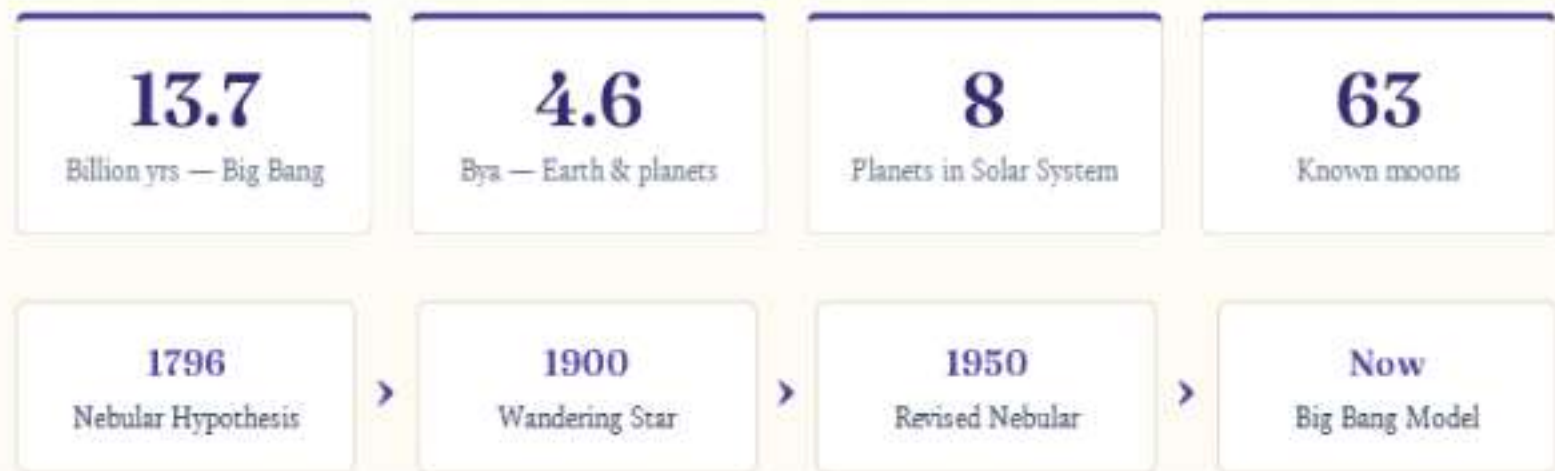 13.7
Billion yrs — Big Bang
4.6
Bya — Earth & planets
8
Planets in Solar System
63
Known moons
1796
Nebular Hypothesis
›
1900
Wandering Star
›
1950
Revised Nebular
›
Now
Big Bang Model